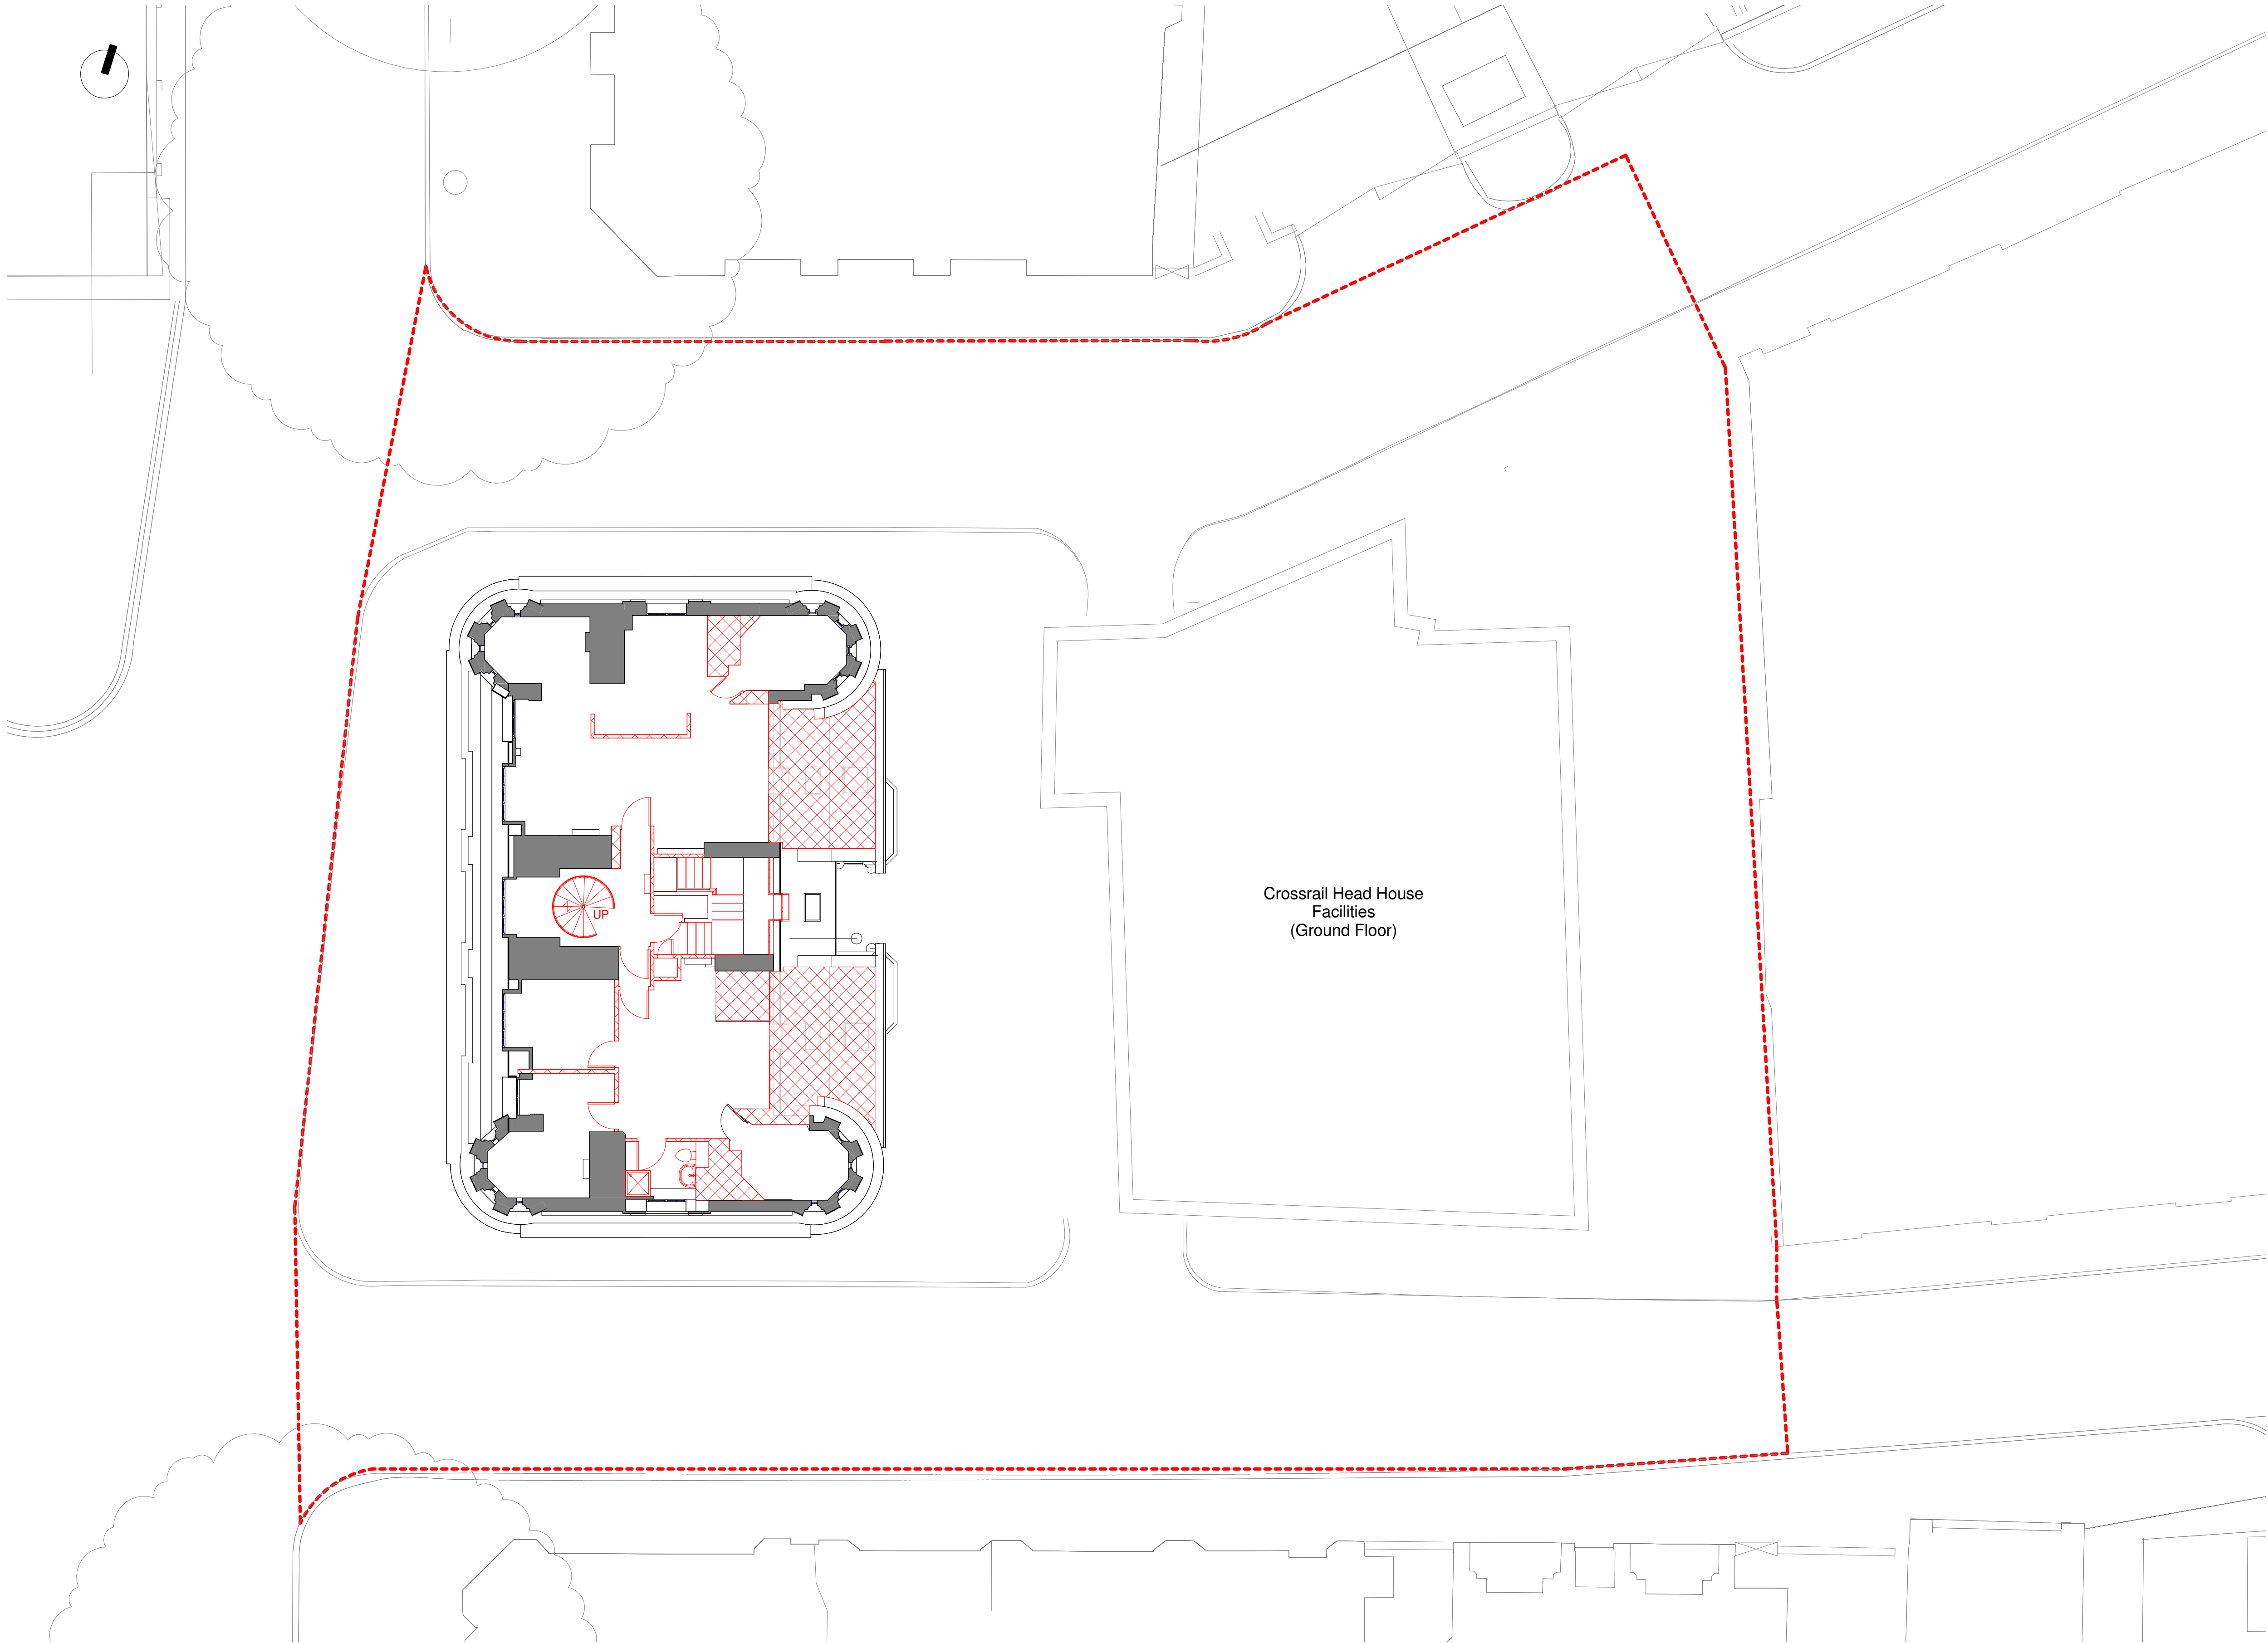 Crossrail Head House
Facilities
(Ground Floor)
UP